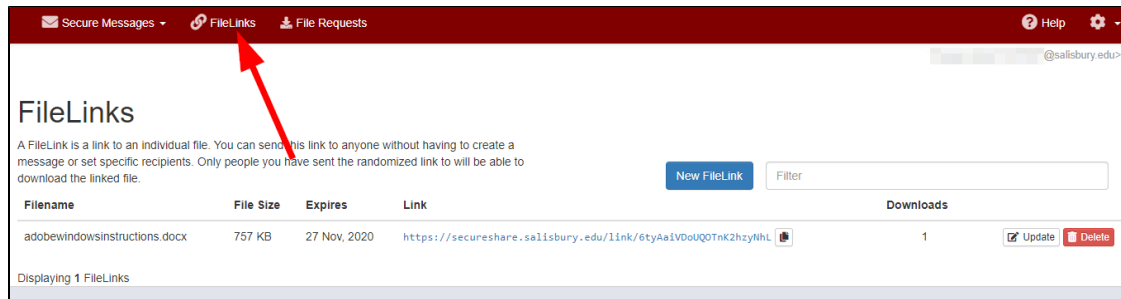 Secure Messages FileLinks File Requests Help
@salisbury.edu>
FileLinks
A FileLink is a link to an individual file. You can send this link to anyone without having to create a
message or set specific recipients. Only people you have sent the randomized link to will be able to
download the linked file.
New FileLink Filter
Filename File Size Expires Link Downloads
adobewindowsinstructions.docx 757 KB 27 Nov, 2020 https://secureshare.salisbury.edu/link/6tyAaiVDoUQOTnK2hzyNhL 1 Update Delete
Displaying 1 FileLinks